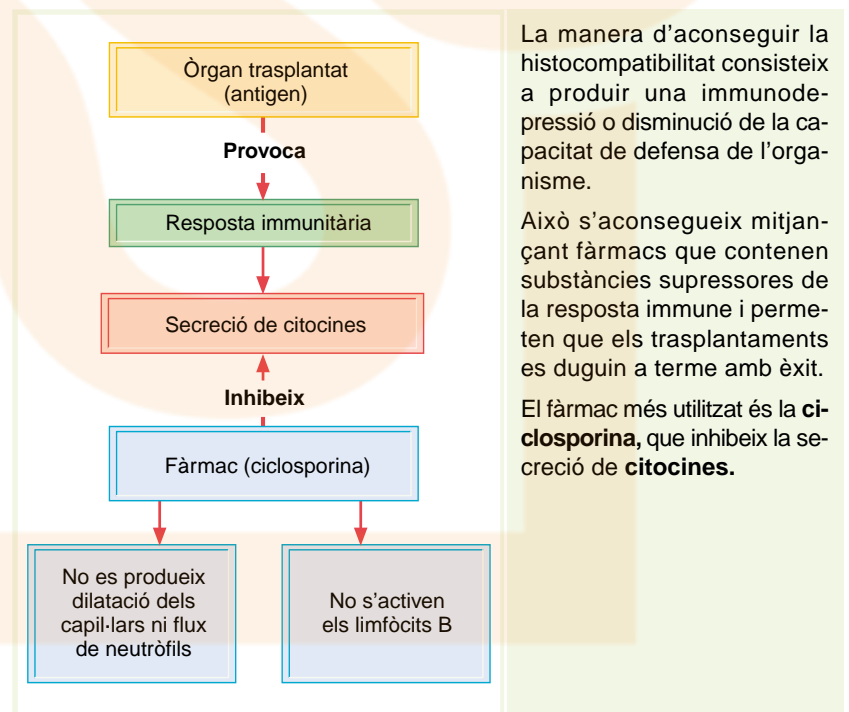 Òrgan trasplantat
(antigen)
Provoca
Resposta immunitària
Secreció de citocines
Inhibeix
Fàrmac (ciclosporina)
No es produeix
dilatació dels
capil·lars ni flux
de neutròfils
No s’activen
els limfòcits B
La manera d’aconseguir la
histocompatibilitat consisteix
a produir una immunode-
pressió o disminució de la ca-
pacitat de defensa de l’orga-
nisme.
Això s’aconsegueix mitjan-
çant fàrmacs que contenen
substàncies supressores de
la resposta immune i perme-
ten que els trasplantaments
es duguin a terme amb èxit.
El fàrmac més utilitzat és la ci-
closporina, que inhibeix la se-
creció de citocines.